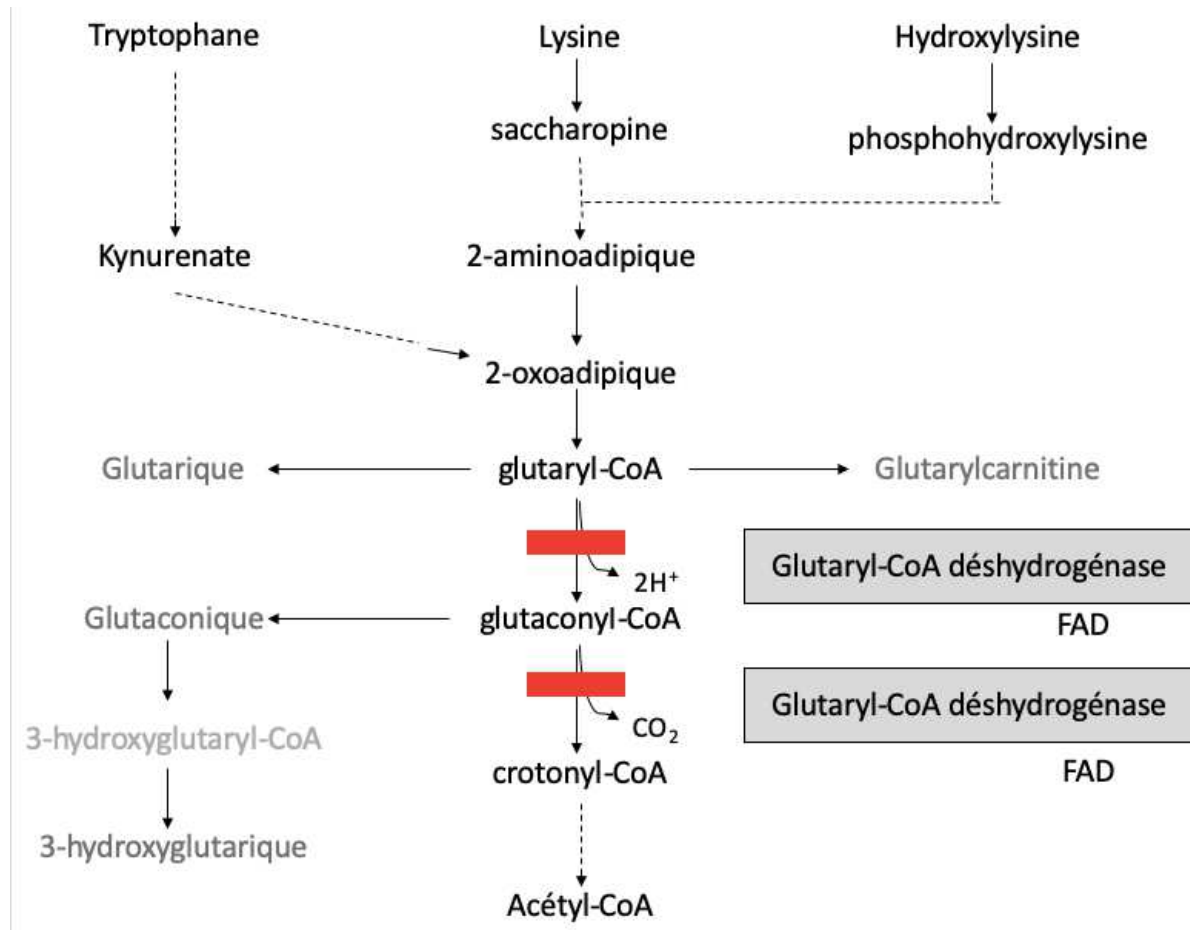 Tryptophane
Lysine
Hydroxylysine
saccharopine
phosphohydroxylysine
Kynurenate
2-aminoadipique
2-oxoadipique
Glutarique
glutaryl-CoA
Glutarylcarnitine
2H⁺
Glutaryl-CoA déshydrogénase
FAD
Glutaconique
glutaconyl-CoA
CO₂
Glutaryl-CoA déshydrogénase
FAD
3-hydroxyglutaryl-CoA
crotonyl-CoA
3-hydroxyglutarique
Acétyl-CoA